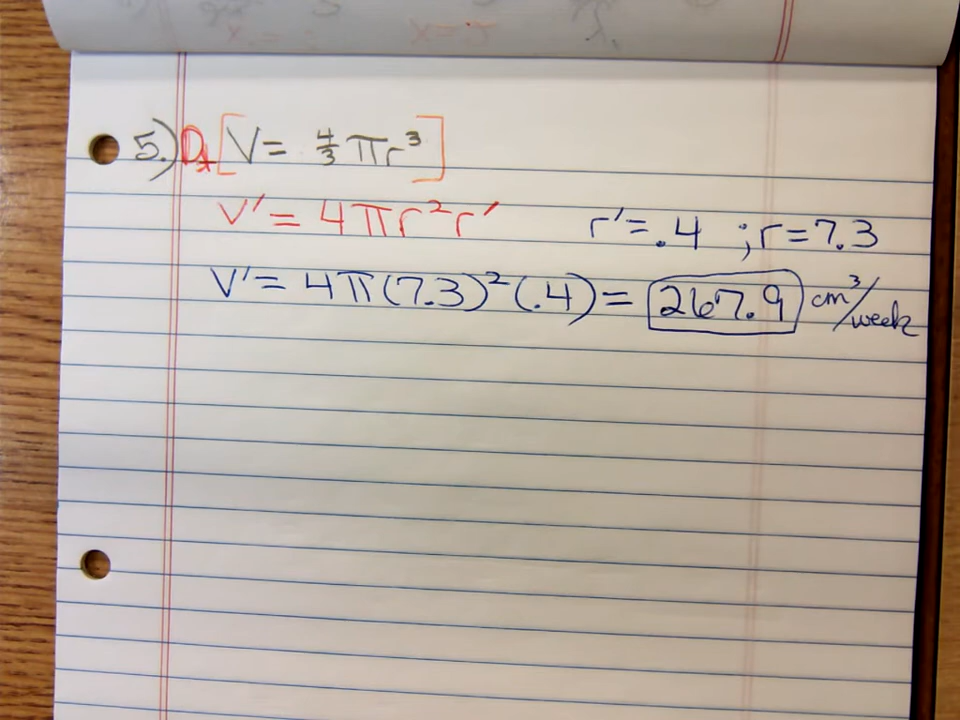 5.) Dₜ [V = 4/3 πr³]
V' = 4πr²r' r' = .4 ; r = 7.3
V' = 4π(7.3)²(.4) = 267.9 cm³/week